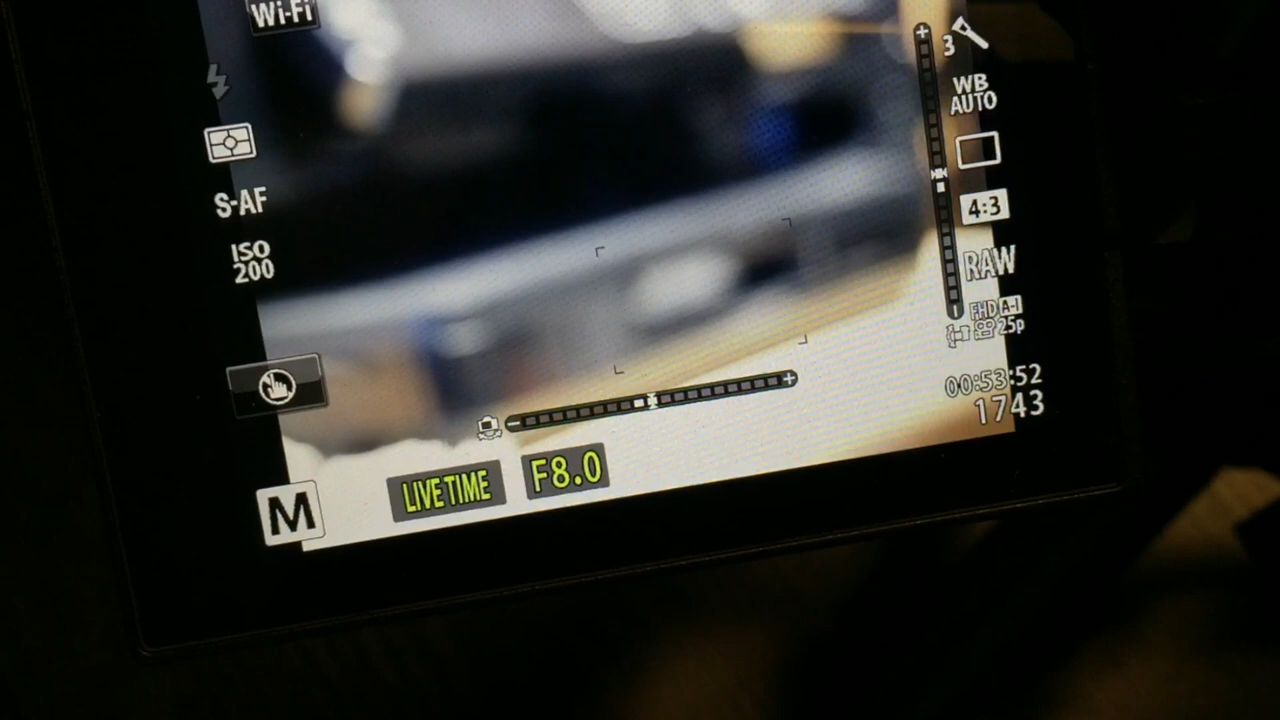 Wi-Fi
S-AF
ISO
200
M
LIVE TIME
F8.0
3
WB
AUTO
4:3
RAW
FHD A-I
25p
00:53:52
1743